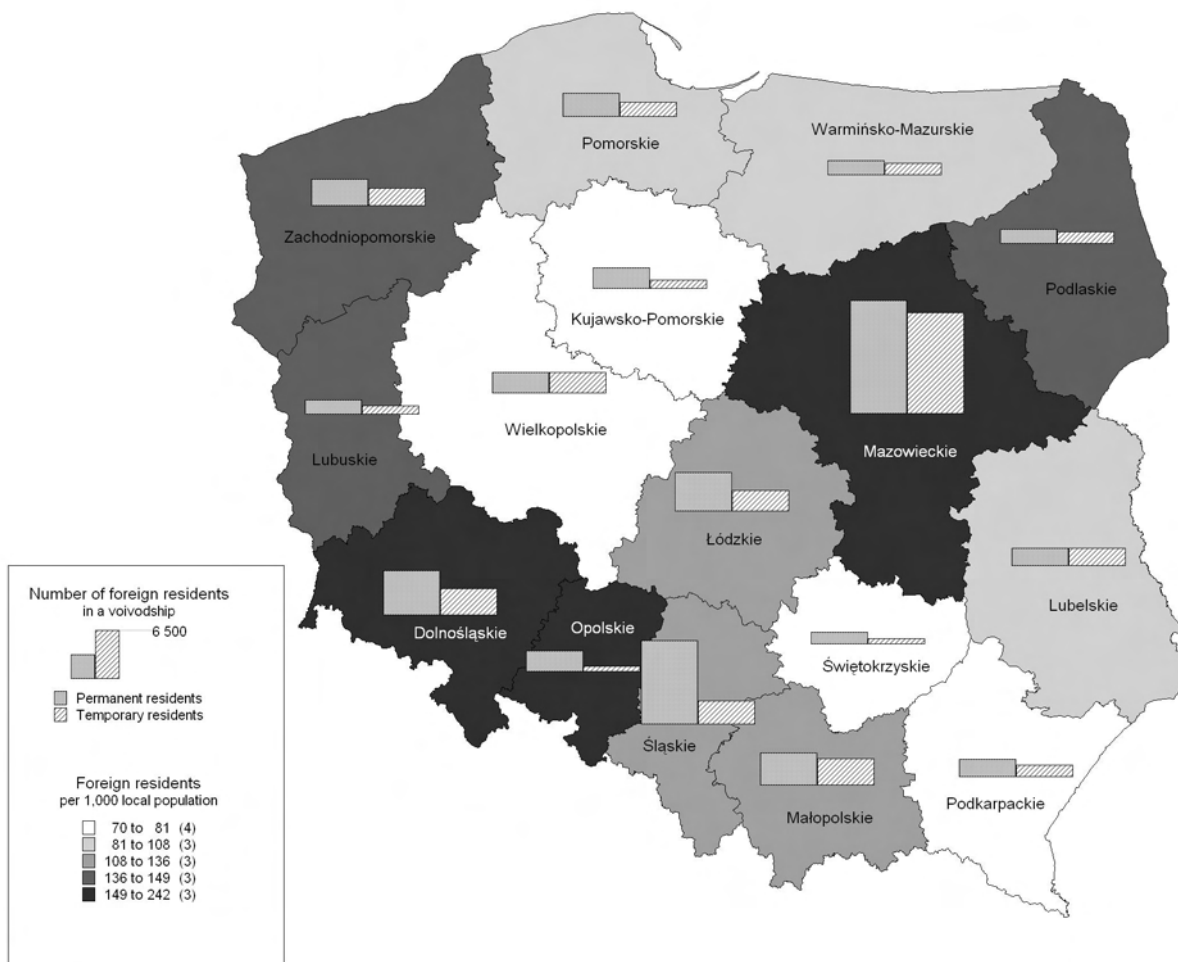 Pomorskie
Warmińsko-Mazurskie
Zachodniopomorskie
Podlaskie
Kujawsko-Pomorskie
Wielkopolskie
Mazowieckie
Lubuskie
Łódzkie
Lubelskie
Dolnośląskie
Opolskie
Świętokrzyskie
Śląskie
Małopolskie
Podkarpackie
Number of foreign residents
in a voivodship
6 500
Permanent residents
Temporary residents
Foreign residents
per 1,000 local population
70 to 81 (4)
81 to 108 (3)
108 to 136 (3)
136 to 149 (3)
149 to 242 (3)